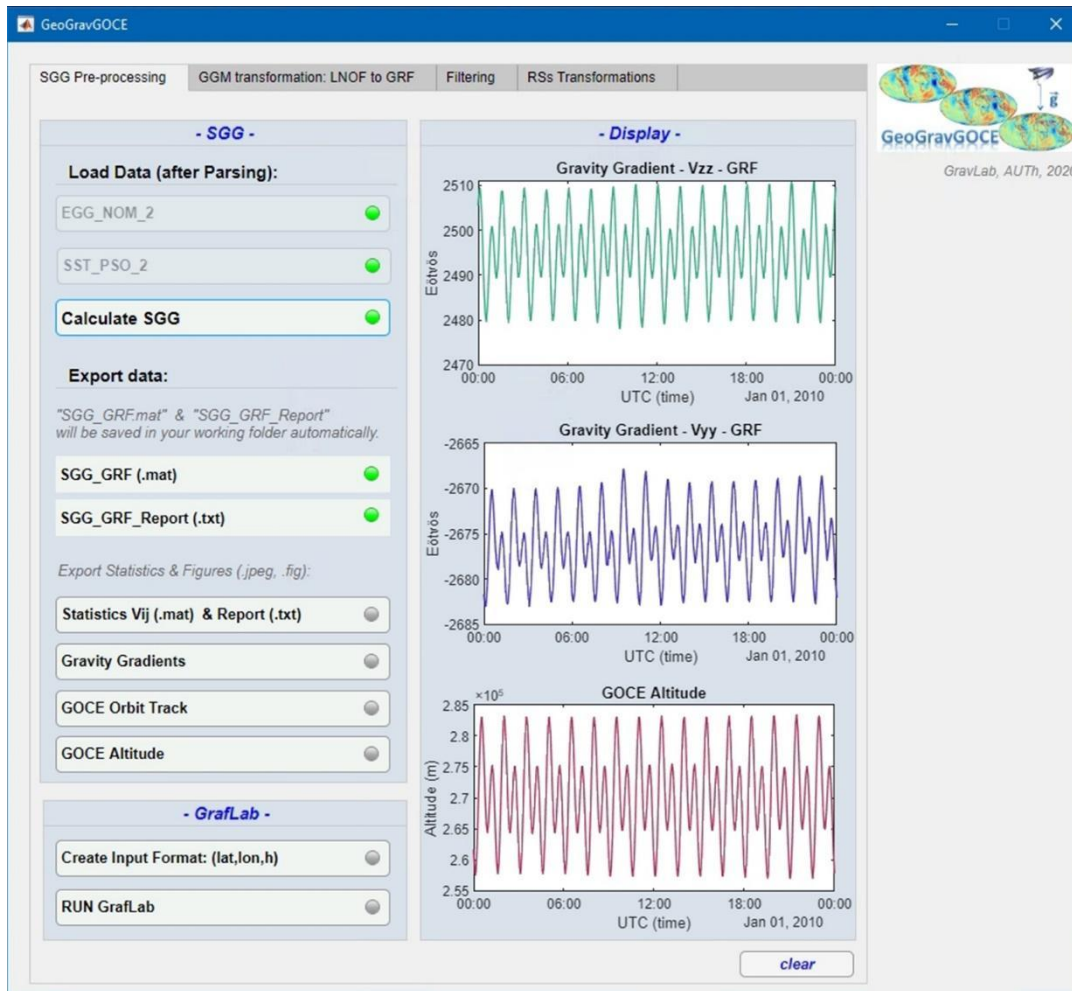 GeoGravGOCE
SGG Pre-processing
GGM transformation: LNOF to GRF
Filtering
RSs Transformations
- SGG -
Load Data (after Parsing):
EGG_NOM_2
SST_PSO_2
Calculate SGG
Export data:
"SGG_GRF.mat" & "SGG_GRF_Report"
will be saved in your working folder automatically.
SGG_GRF (.mat)
SGG_GRF_Report (.txt)
Export Statistics & Figures (.jpeg, .fig):
Statistics Vij (.mat) & Report (.txt)
Gravity Gradients
GOCE Orbit Track
GOCE Altitude
- GrafLab -
Create Input Format: (lat,lon,h)
RUN GrafLab
- Display -
Gravity Gradient - Vzz - GRF
2510
2500
2490
2480
2470
Eötvös
00:00 06:00 12:00 18:00 00:00
UTC (time)
Jan 01, 2010
Gravity Gradient - Vyy - GRF
-2665
-2670
-2675
-2680
-2685
Eötvös
00:00 06:00 12:00 18:00 00:00
UTC (time)
Jan 01, 2010
GOCE Altitude
×10⁵
2.85
2.8
2.75
2.7
2.65
2.6
2.55
Altitude (m)
00:00 06:00 12:00 18:00 00:00
UTC (time)
Jan 01, 2010
clear
g
GeoGravGOCE
GravLab, AUTh, 2020